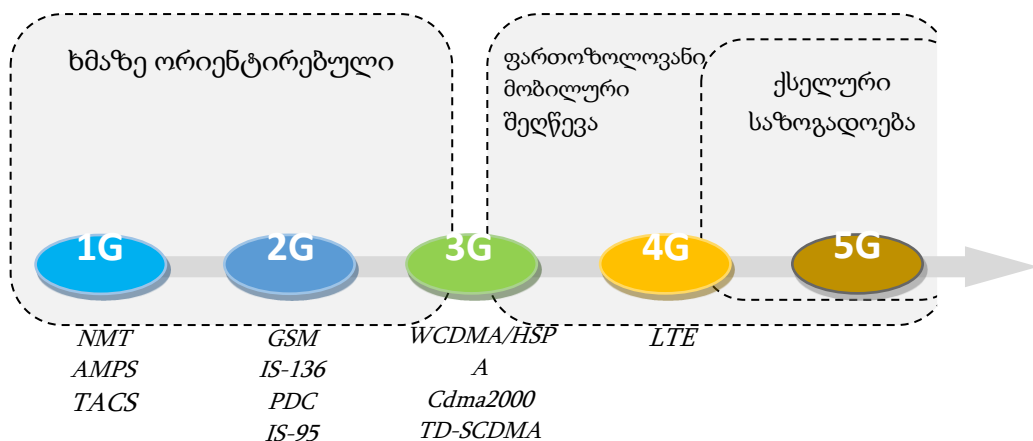 ხმაზე ორიენტირებული
ფართოზოლოვანი
მობილური
შეღწევა
ქსელური
საზოგადოება
1G
2G
3G
4G
5G
NMT
AMPS
TACS
GSM
IS-136
PDC
IS-95
WCDMA/HSP
A
Cdma2000
TD-SCDMA
LTE